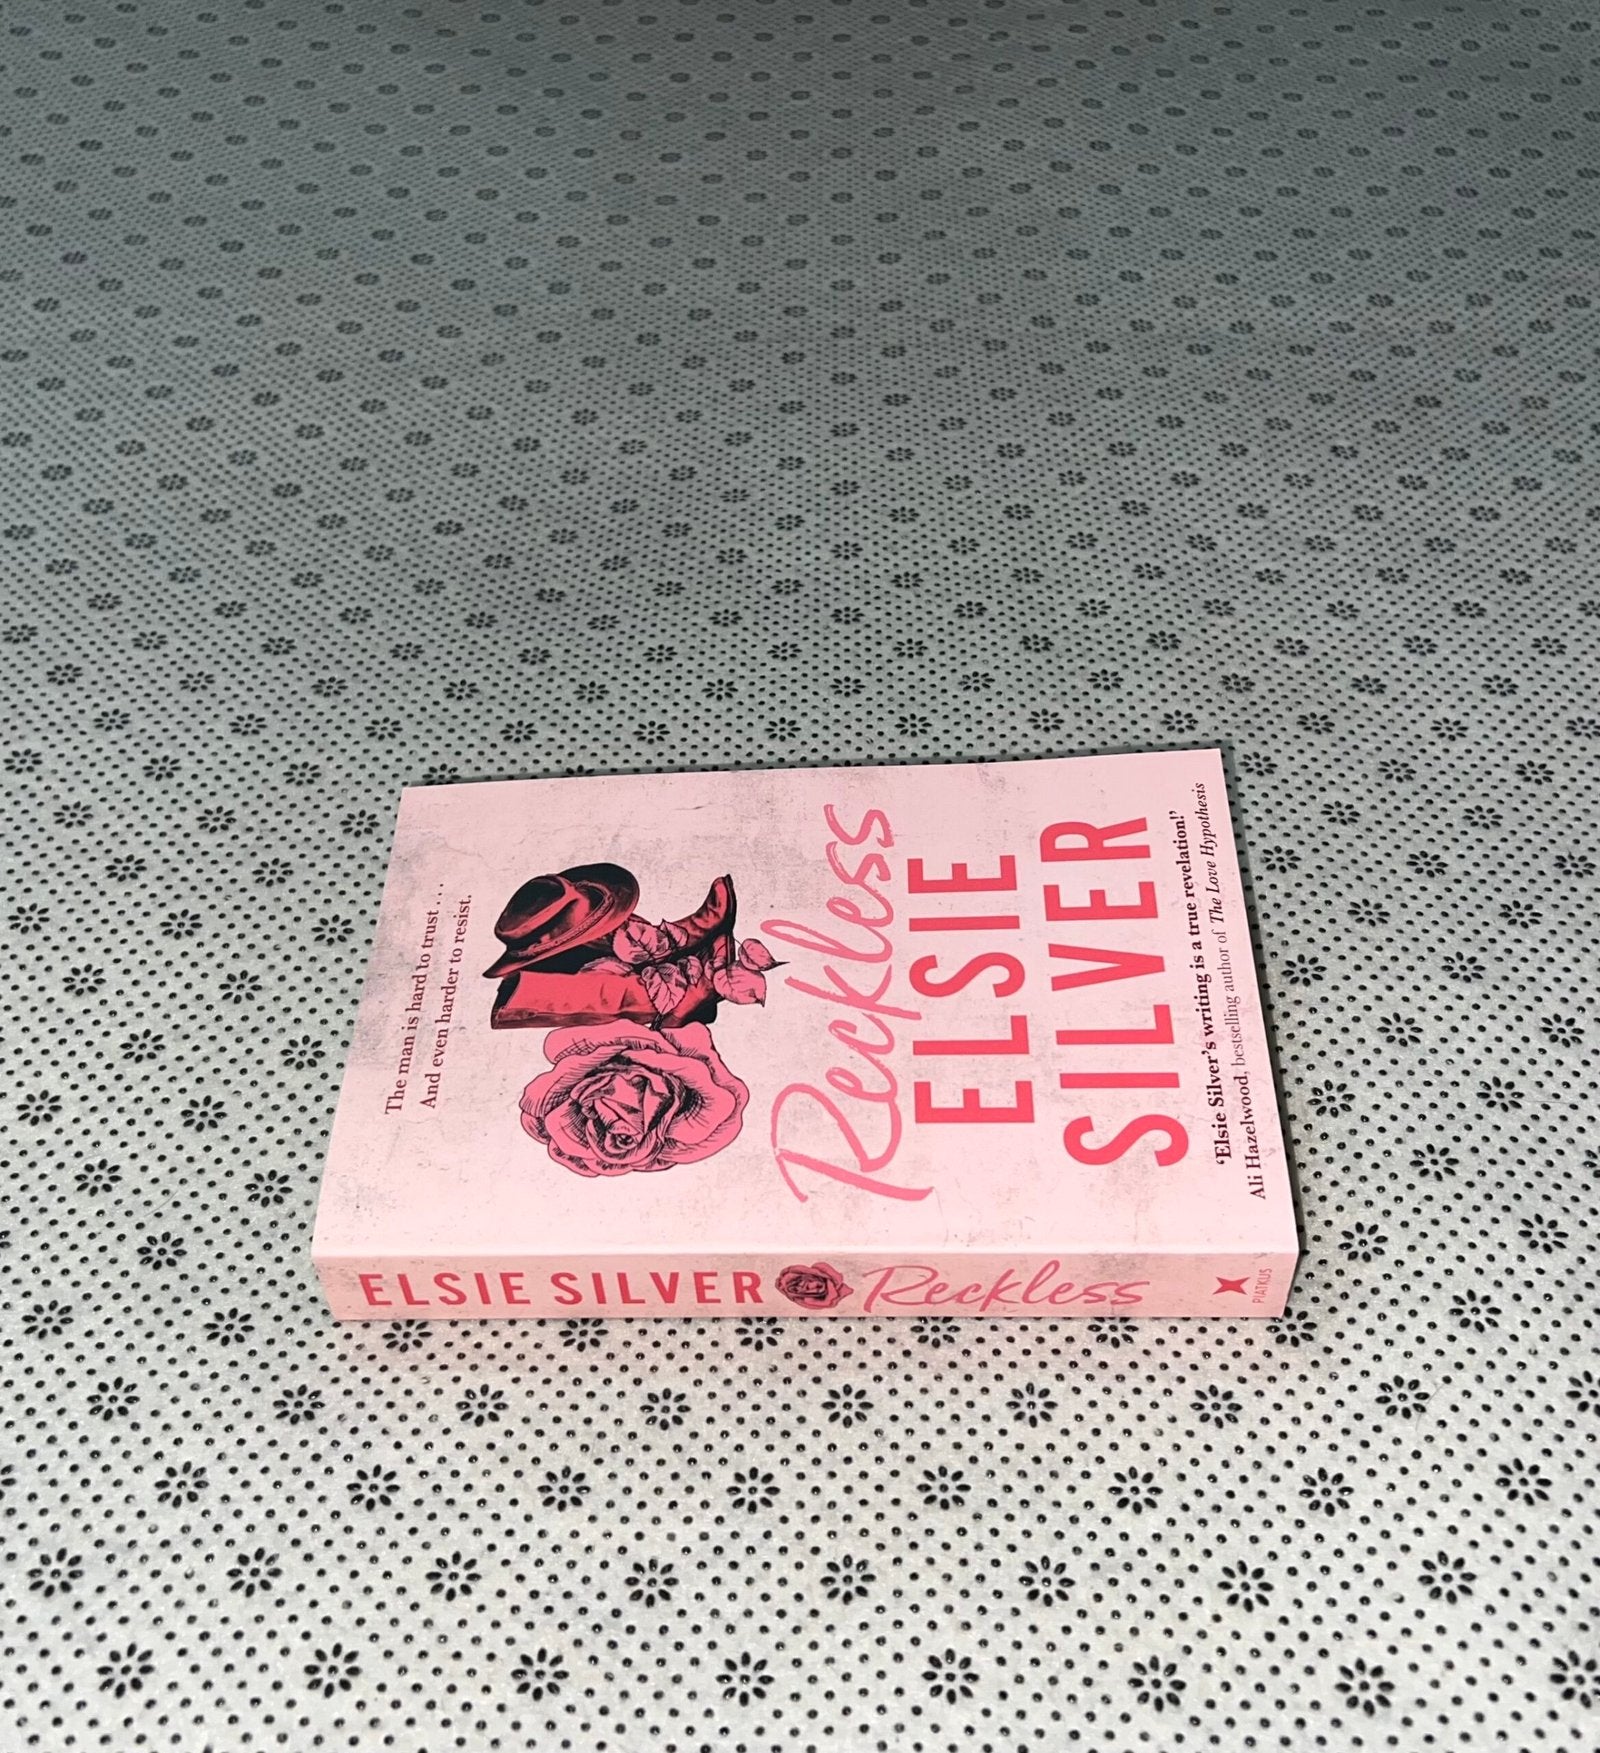 The man is hard to trust . . .
And even harder to resist.
Reckless
ELSIE
SILVER
‘Elsie Silver’s writing is a true revelation!’
Ali Hazelwood, bestselling author of The Love Hypothesis
ELSIE SILVER Reckless PIATKUS